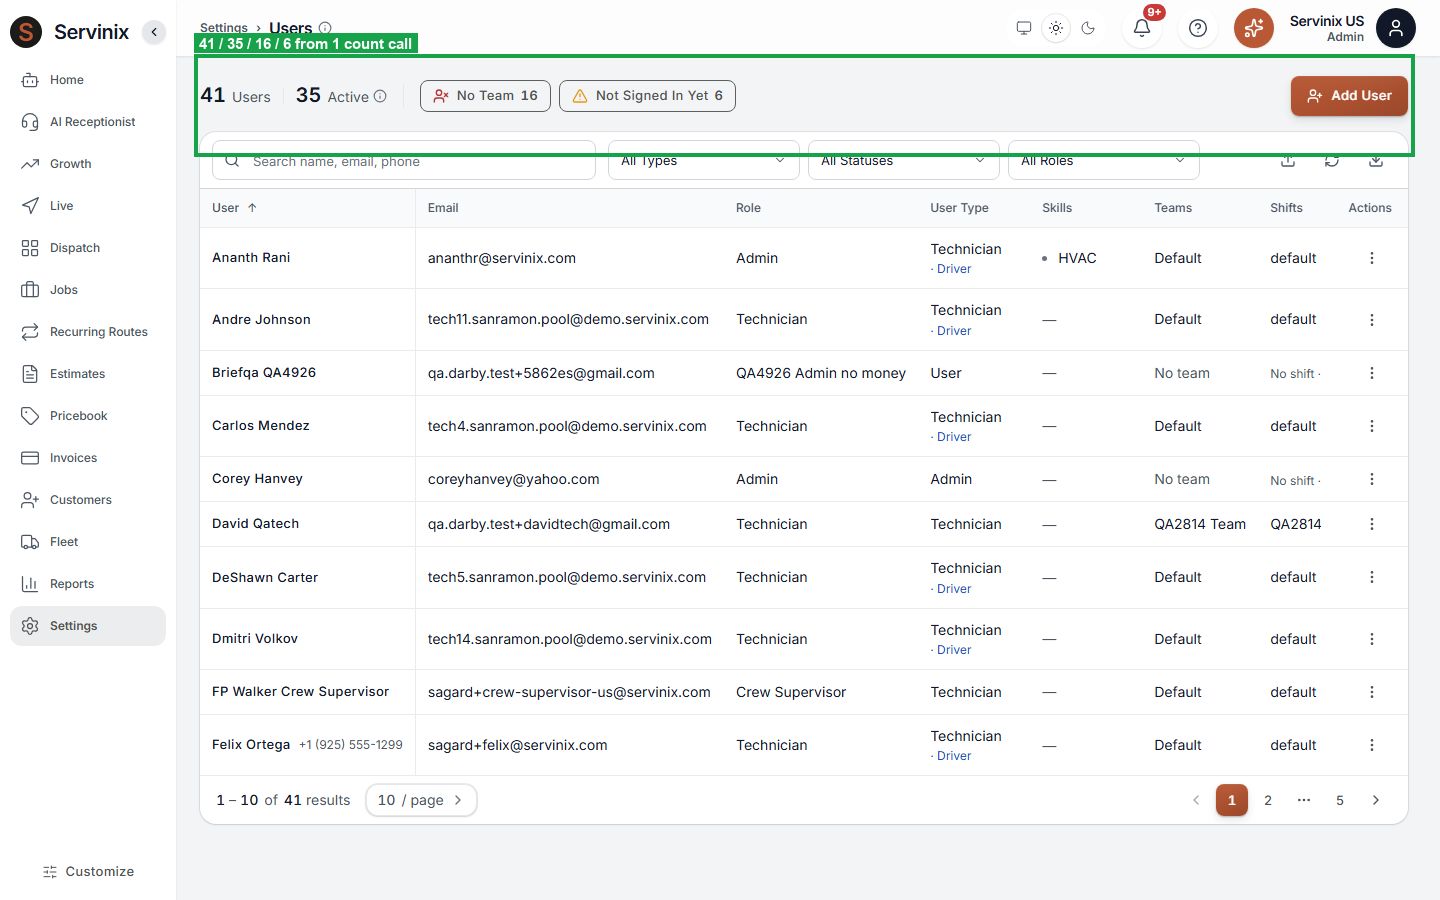 Servinix
Home
AI Receptionist
Growth
Live
Dispatch
Jobs
Recurring Routes
Estimates
Pricebook
Invoices
Customers
Fleet
Reports
Settings
Customize
Settings > Users
9+
Servinix US
Admin
41 / 35 / 16 / 6 from 1 count call
41 Users 35 Active No Team 16 Not Signed In Yet 6 Add User
Search name, email, phone All Types All Statuses All Roles
User Email Role User Type Skills Teams Shifts Actions
Ananth Rani ananthr@servinix.com Admin Technician · Driver • HVAC Default default
Andre Johnson tech11.sanramon.pool@demo.servinix.com Technician Technician · Driver — Default default
Briefqa QA4926 qa.darby.test+5862es@gmail.com QA4926 Admin no money User — No team No shift ·
Carlos Mendez tech4.sanramon.pool@demo.servinix.com Technician Technician · Driver — Default default
Corey Hanvey coreyhanvey@yahoo.com Admin Admin — No team No shift ·
David Qatech qa.darby.test+davidtech@gmail.com Technician Technician — QA2814 Team QA2814
DeShawn Carter tech5.sanramon.pool@demo.servinix.com Technician Technician · Driver — Default default
Dmitri Volkov tech14.sanramon.pool@demo.servinix.com Technician Technician · Driver — Default default
FP Walker Crew Supervisor sagard+crew-supervisor-us@servinix.com Crew Supervisor Technician — Default default
Felix Ortega +1 (925) 555-1299 sagard+felix@servinix.com Technician Technician · Driver — Default default
1 – 10 of 41 results 10 / page 1 2 ••• 5